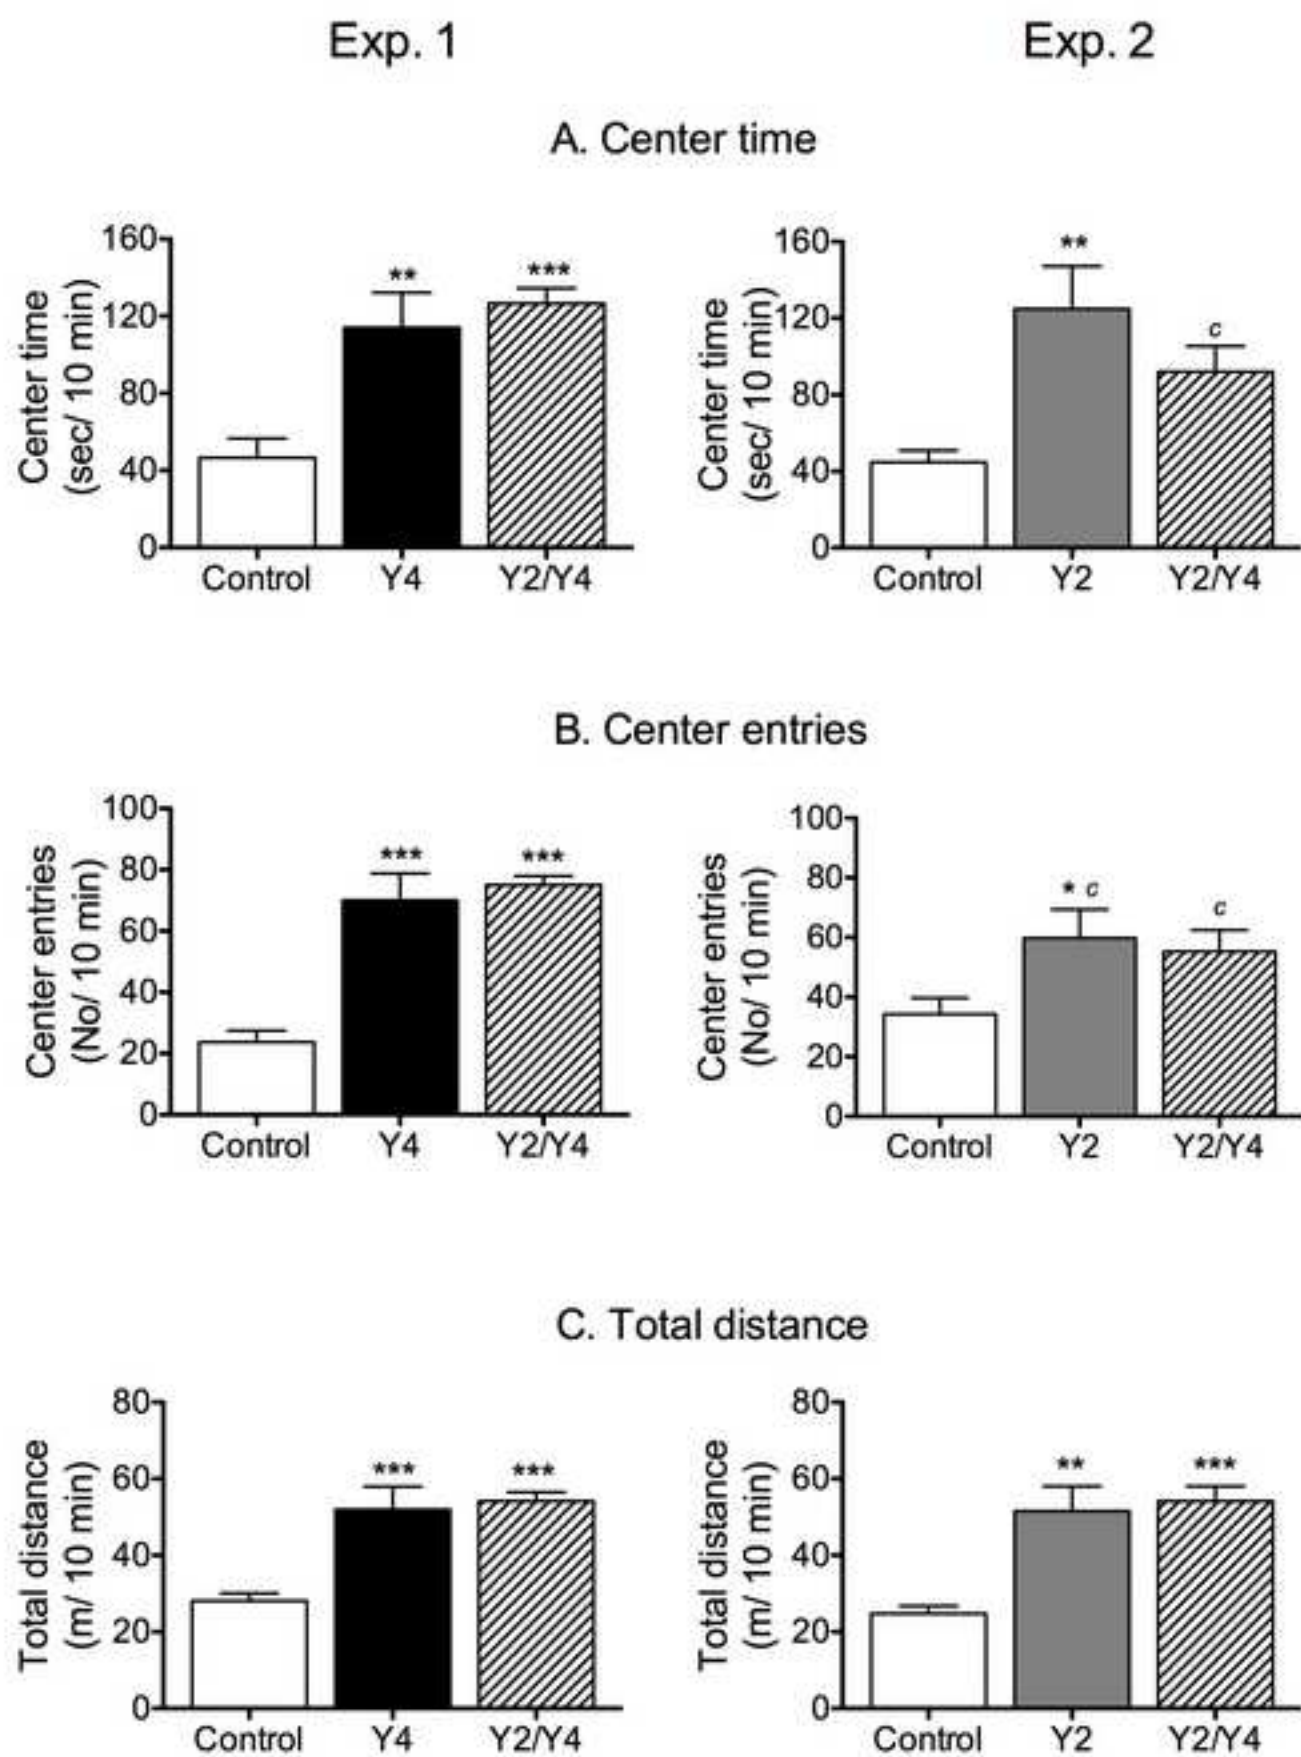 Exp. 1
Exp. 2
A. Center time
Center time
(sec/ 10 min)
160
120
80
40
0
**
***
Control
Y4
Y2/Y4
Center time
(sec/ 10 min)
160
120
80
40
0
**
c
Control
Y2
Y2/Y4
B. Center entries
Center entries
(No/ 10 min)
100
80
60
40
20
0
***
***
Control
Y4
Y2/Y4
Center entries
(No/ 10 min)
100
80
60
40
20
0
* c
c
Control
Y2
Y2/Y4
C. Total distance
Total distance
(m/ 10 min)
80
60
40
20
0
***
***
Control
Y4
Y2/Y4
Total distance
(m/ 10 min)
80
60
40
20
0
**
***
Control
Y2
Y2/Y4